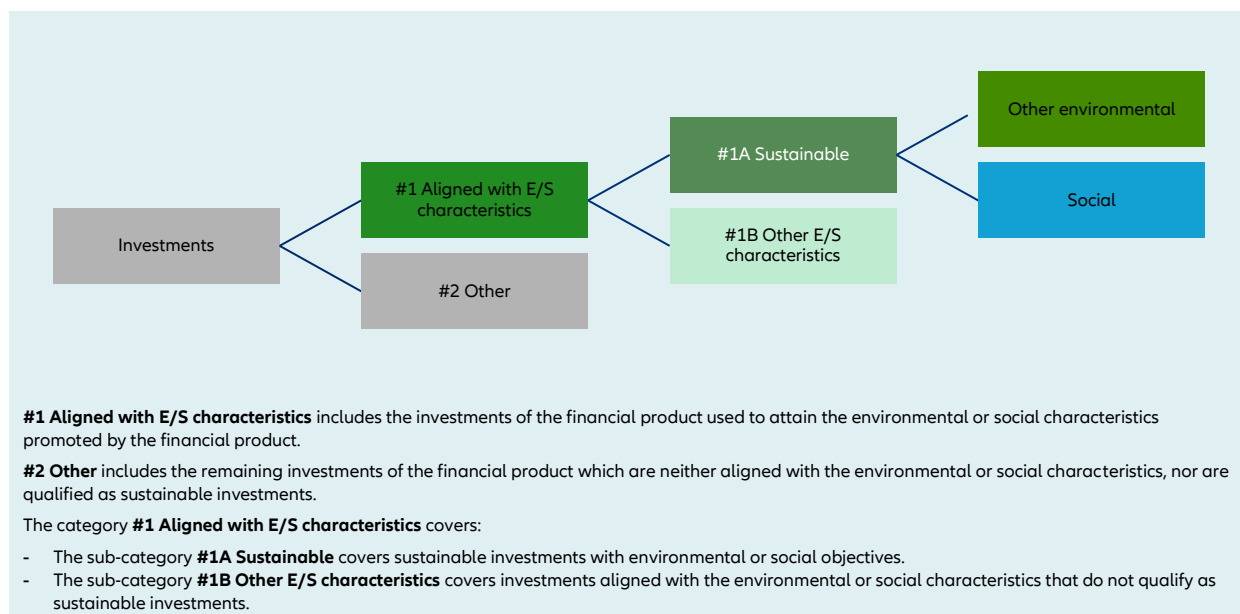 Other environmental
#1A Sustainable
#1 Aligned with E/S
characteristics
Social
Investments
#1B Other E/S
characteristics
#2 Other
#1 Aligned with E/S characteristics includes the investments of the financial product used to attain the environmental or social characteristics
promoted by the financial product.
#2 Other includes the remaining investments of the financial product which are neither aligned with the environmental or social characteristics, nor are
qualified as sustainable investments.
The category #1 Aligned with E/S characteristics covers:
- The sub-category #1A Sustainable covers sustainable investments with environmental or social objectives.
- The sub-category #1B Other E/S characteristics covers investments aligned with the environmental or social characteristics that do not qualify as
sustainable investments.